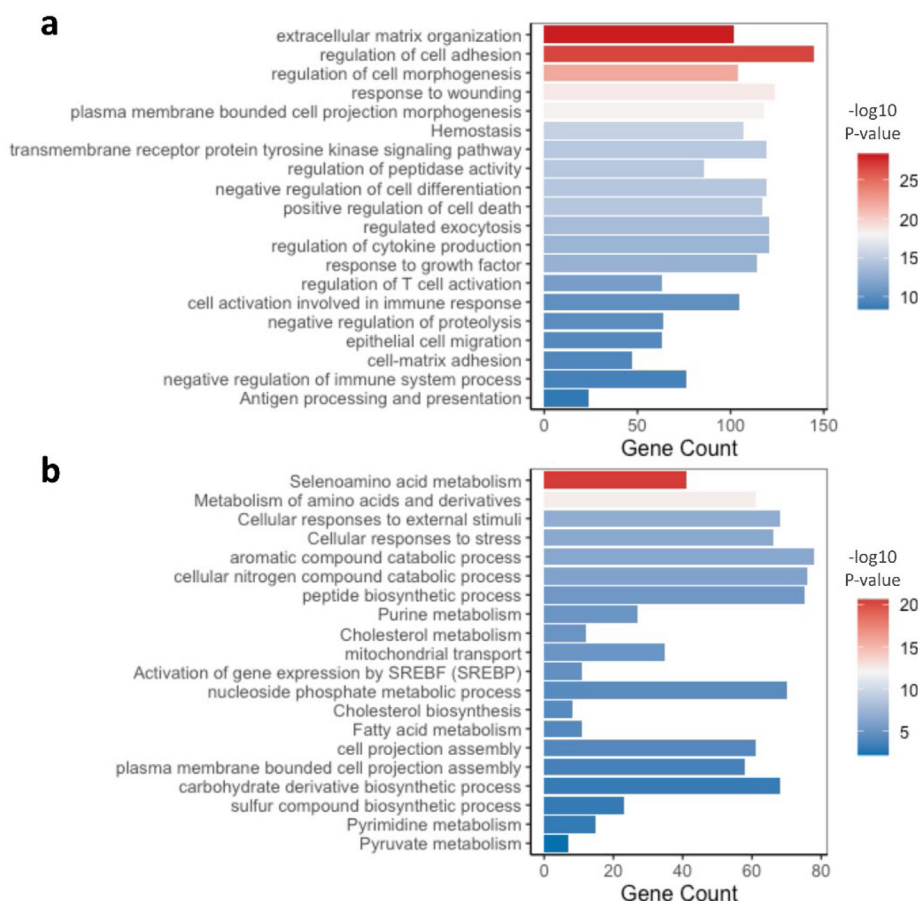 a
extracellular matrix organization
regulation of cell adhesion
regulation of cell morphogenesis
response to wounding
plasma membrane bounded cell projection morphogenesis
Hemostasis
transmembrane receptor protein tyrosine kinase signaling pathway
regulation of peptidase activity
negative regulation of cell differentiation
positive regulation of cell death
regulated exocytosis
regulation of cytokine production
response to growth factor
regulation of T cell activation
cell activation involved in immune response
negative regulation of proteolysis
epithelial cell migration
cell-matrix adhesion
negative regulation of immune system process
Antigen processing and presentation
0 50 100 150
Gene Count
-log10
P-value
25
20
15
10
b
Selenoamino acid metabolism
Metabolism of amino acids and derivatives
Cellular responses to external stimuli
Cellular responses to stress
aromatic compound catabolic process
cellular nitrogen compound catabolic process
peptide biosynthetic process
Purine metabolism
Cholesterol metabolism
mitochondrial transport
Activation of gene expression by SREBF (SREBP)
nucleoside phosphate metabolic process
Cholesterol biosynthesis
Fatty acid metabolism
cell projection assembly
plasma membrane bounded cell projection assembly
carbohydrate derivative biosynthetic process
sulfur compound biosynthetic process
Pyrimidine metabolism
Pyruvate metabolism
0 20 40 60 80
Gene Count
-log10
P-value
20
15
10
5